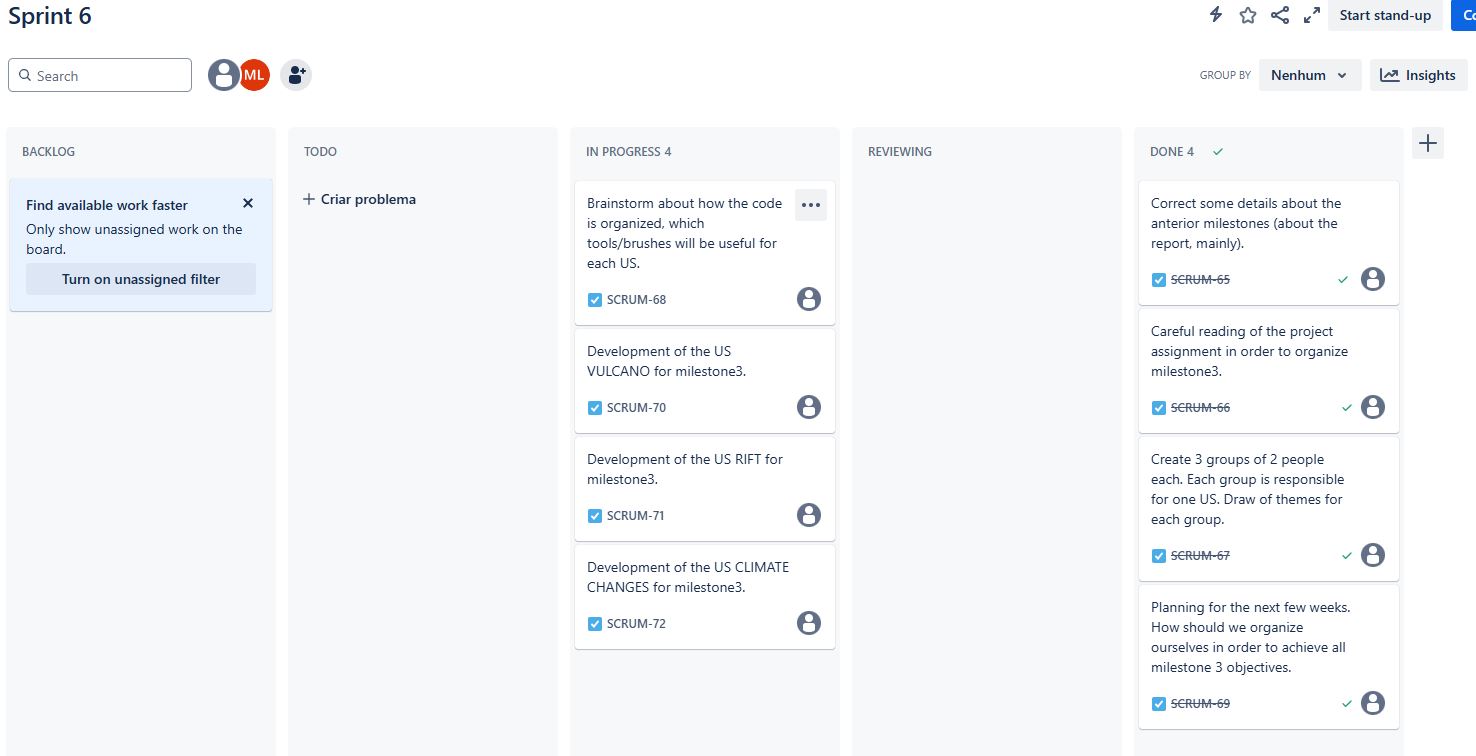 Sprint 6
Start stand-up
Search
ML
GROUP BY
Nenhum
Insights
BACKLOG
Find available work faster
Only show unassigned work on the
board.
Turn on unassigned filter
TODO
Criar problema
IN PROGRESS 4
Brainstorm about how the code
is organized, which
tools/brushes will be useful for
each US.
SCRUM-68
Development of the US
VULCANO for milestone3.
SCRUM-70
Development of the US RIFT for
milestone3.
SCRUM-71
Development of the US CLIMATE
CHANGES for milestone3.
SCRUM-72
REVIEWING
DONE 4
Correct some details about the
anterior milestones (about the
report, mainly).
SCRUM-65
Careful reading of the project
assignment in order to organize
milestone3.
SCRUM-66
Create 3 groups of 2 people
each. Each group is responsible
for one US. Draw of themes for
each group.
SCRUM-67
Planning for the next few weeks.
How should we organize
ourselves in order to achieve all
milestone 3 objectives.
SCRUM-69